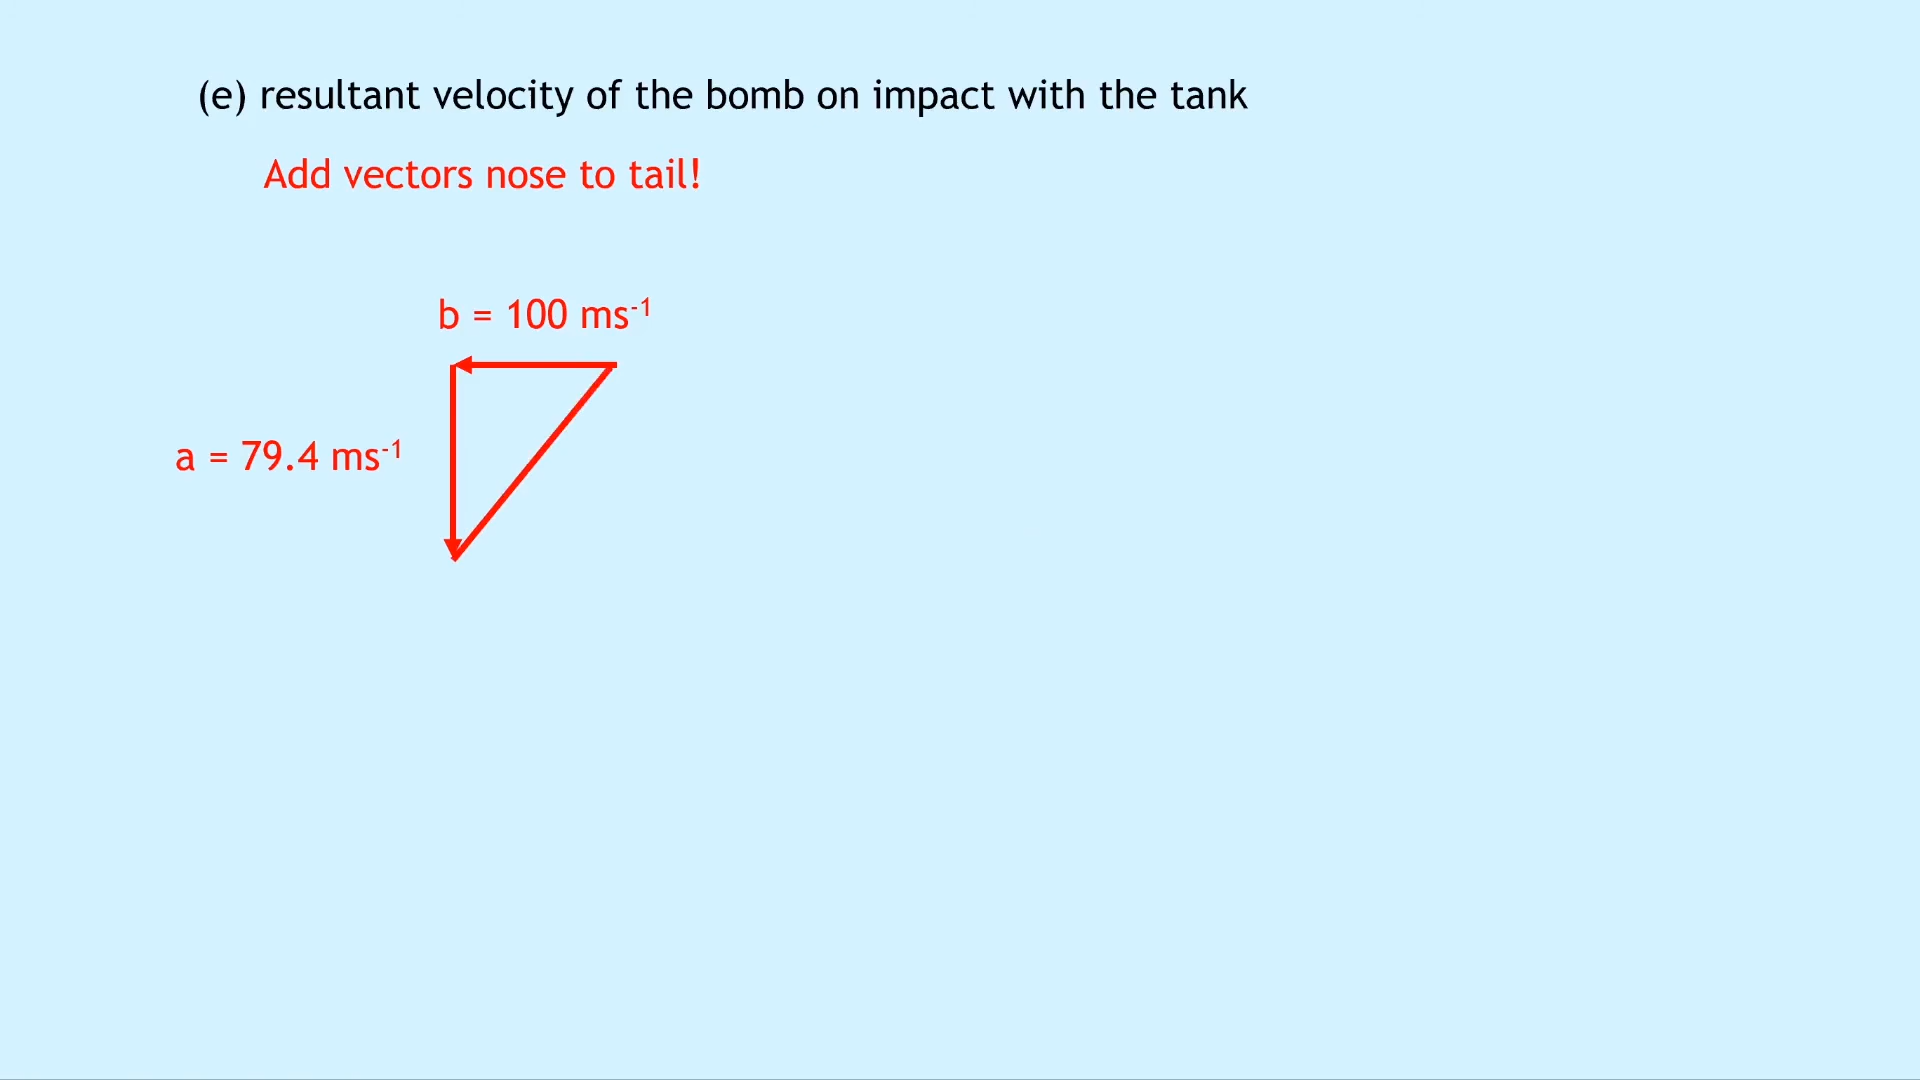 (e) resultant velocity of the bomb on impact with the tank
Add vectors nose to tail!
b = 100 ms⁻¹
a = 79.4 ms⁻¹